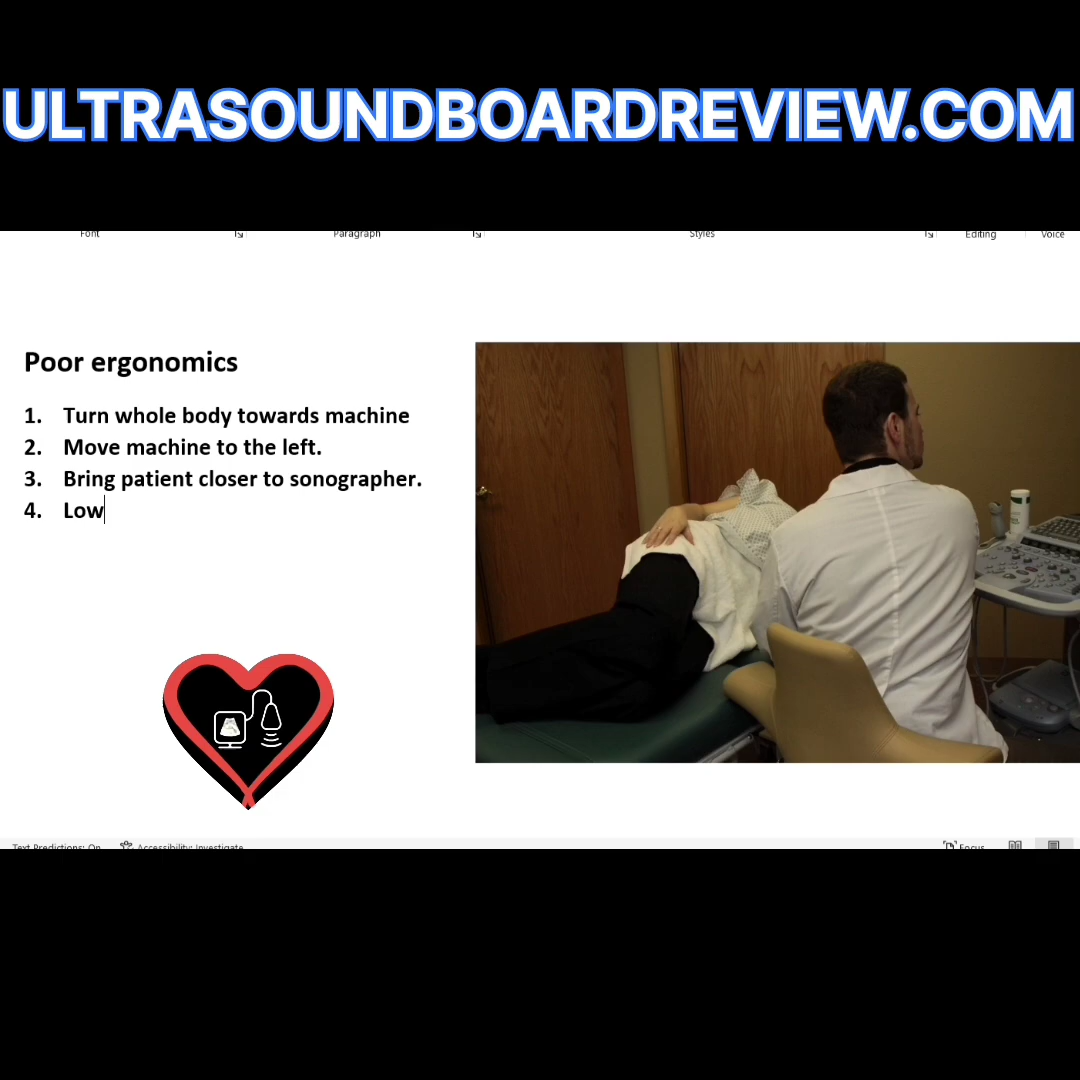 ULTRASOUNDBOARDREVIEW.COM
Font Paragraph Styles Editing Voice
Poor ergonomics
1. Turn whole body towards machine
2. Move machine to the left.
3. Bring patient closer to sonographer.
4. Low
Text Predictions: On Accessibility: Investigate Focus